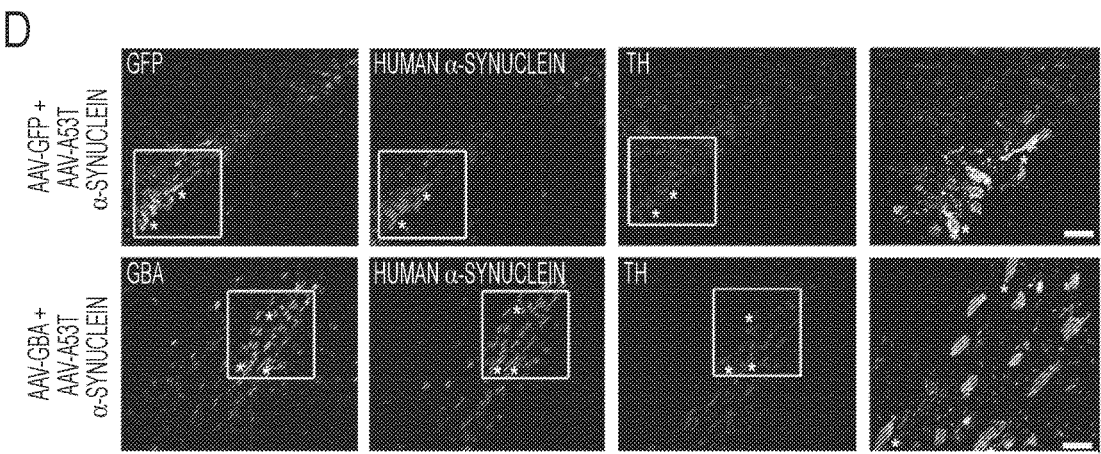 D
AAV-GFP +
AAV-A53T
α-SYNUCLEIN
GFP
HUMAN α-SYNUCLEIN
TH
AAV-GBA +
AAV-A53T
α-SYNUCLEIN
GBA
HUMAN α-SYNUCLEIN
TH